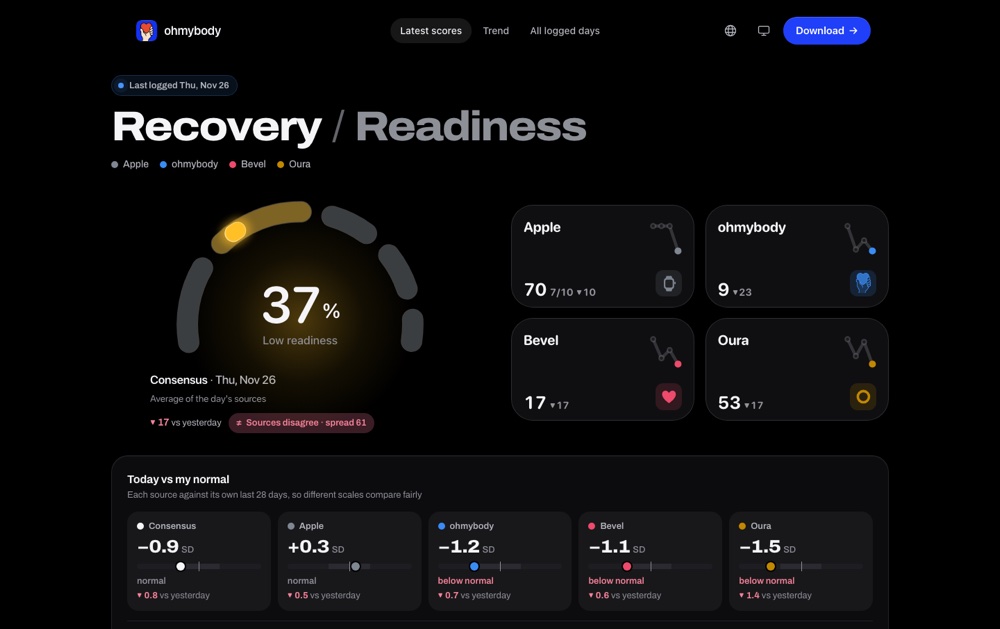 ohmybody
Latest scores
Trend
All logged days
Download →
Last logged Thu, Nov 26
Recovery / Readiness
Apple
ohmybody
Bevel
Oura
37%
Low readiness
Consensus · Thu, Nov 26
Average of the day's sources
▾ 17 vs yesterday
≠ Sources disagree · spread 61
Apple
70 7/10 ▾10
ohmybody
9 ▾23
Bevel
17 ▾17
Oura
53 ▾17
Today vs my normal
Each source against its own last 28 days, so different scales compare fairly
Consensus
−0.9 SD
normal
▾ 0.8 vs yesterday
Apple
+0.3 SD
normal
▾ 0.5 vs yesterday
ohmybody
−1.2 SD
below normal
▾ 0.7 vs yesterday
Bevel
−1.1 SD
below normal
▾ 0.6 vs yesterday
Oura
−1.5 SD
below normal
▾ 1.4 vs yesterday